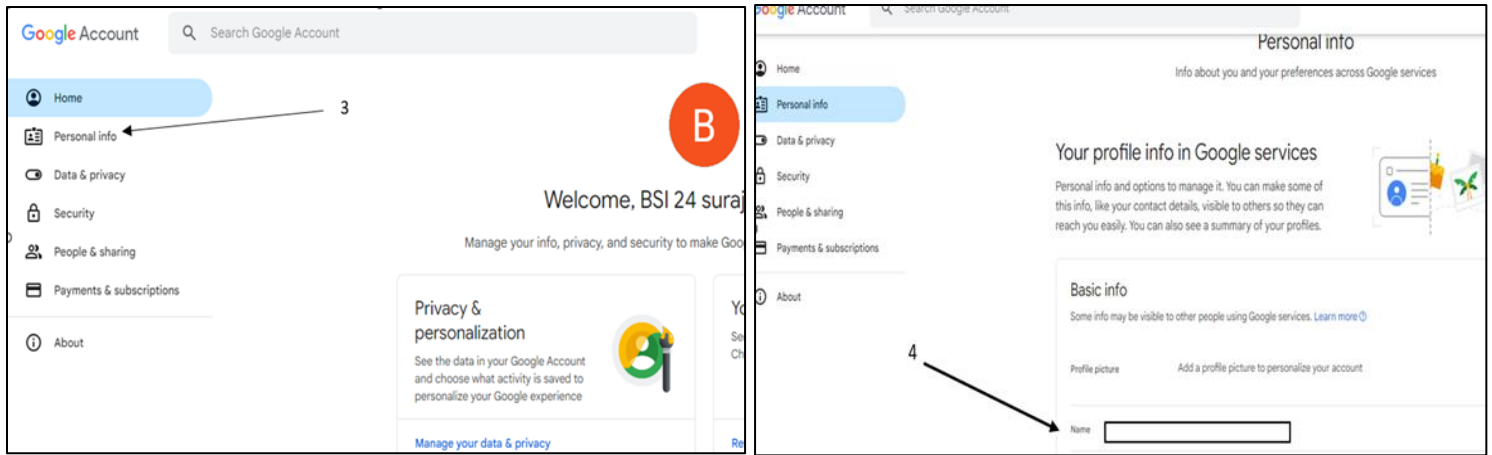 Google Account
Search Google Account
Home
Personal info
3
Data & privacy
Security
People & sharing
Payments & subscriptions
About
B
Welcome, BSI 24 suraj
Manage your info, privacy, and security to make Goo
Privacy &
personalization
See the data in your Google Account
and choose what activity is saved to
personalize your Google experience
Manage your data & privacy
Yo
Se
Ch
Re
Google Account
Search Google Account
Home
Personal info
Data & privacy
Security
People & sharing
Payments & subscriptions
About
Personal info
Info about you and your preferences across Google services
Your profile info in Google services
Personal info and options to manage it. You can make some of
this info, like your contact details, visible to others so they can
reach you easily. You can also see a summary of your profiles.
Basic info
Some info may be visible to other people using Google services. Learn more
4
Profile picture Add a profile picture to personalize your account
Name